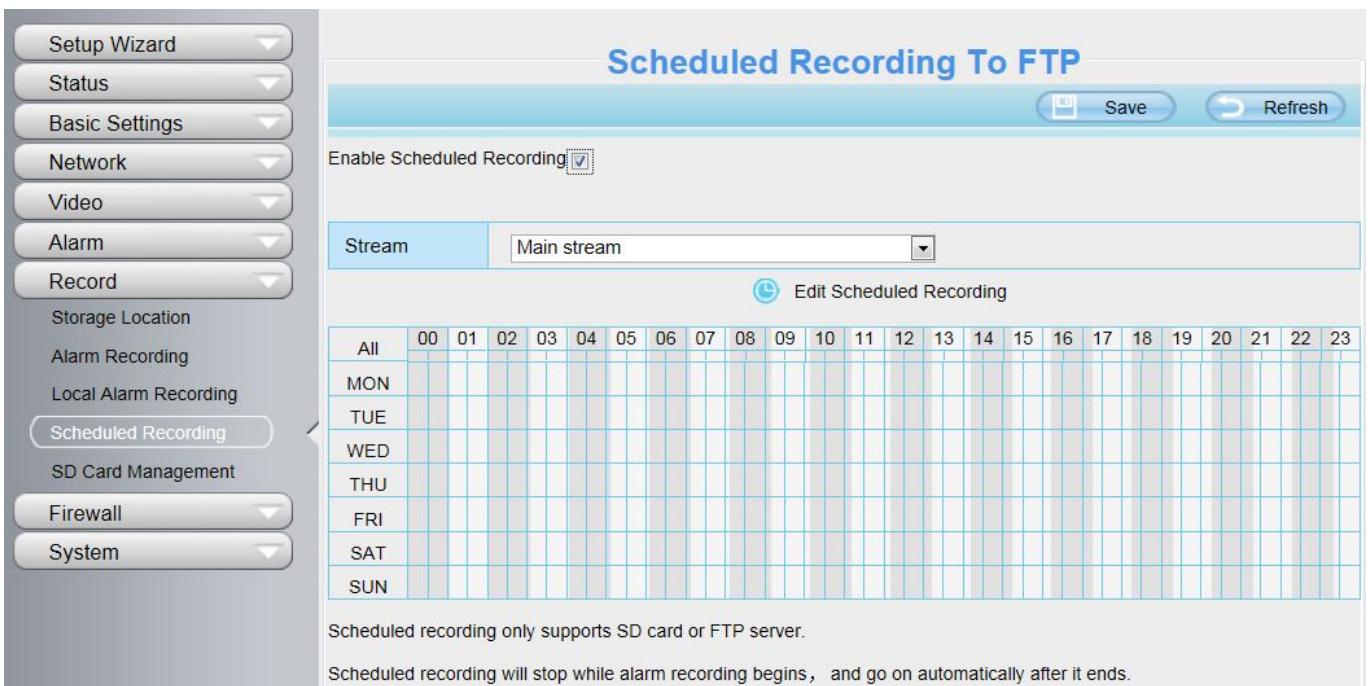 Setup Wizard
Status
Basic Settings
Network
Video
Alarm
Record
Storage Location
Alarm Recording
Local Alarm Recording
Scheduled Recording
SD Card Management
Firewall
System
Scheduled Recording To FTP
Save Refresh
Enable Scheduled Recording
Stream Main stream
Edit Scheduled Recording
All 00 01 02 03 04 05 06 07 08 09 10 11 12 13 14 15 16 17 18 19 20 21 22 23
MON
TUE
WED
THU
FRI
SAT
SUN
Scheduled recording only supports SD card or FTP server.
Scheduled recording will stop while alarm recording begins， and go on automatically after it ends.